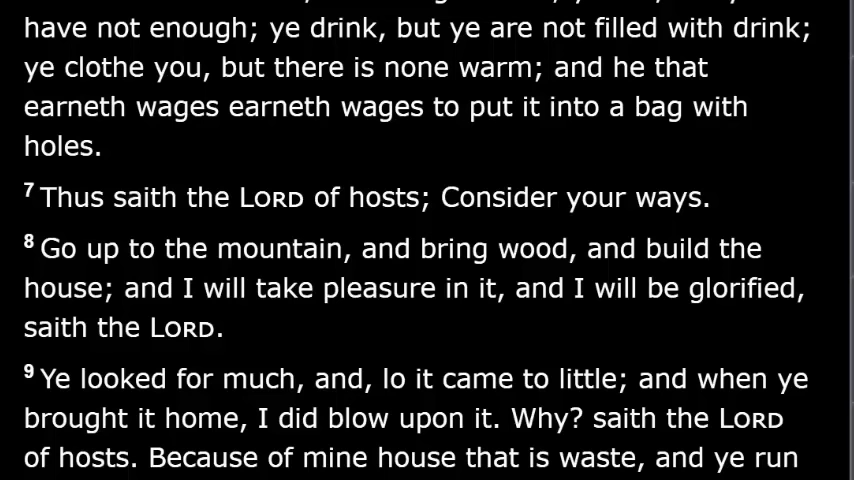 have not enough; ye drink, but ye are not filled with drink;
ye clothe you, but there is none warm; and he that
earneth wages earneth wages to put it into a bag with
holes.
7 Thus saith the LORD of hosts; Consider your ways.
8 Go up to the mountain, and bring wood, and build the
house; and I will take pleasure in it, and I will be glorified,
saith the LORD.
9 Ye looked for much, and, lo it came to little; and when ye
brought it home, I did blow upon it. Why? saith the LORD
of hosts. Because of mine house that is waste, and ye run